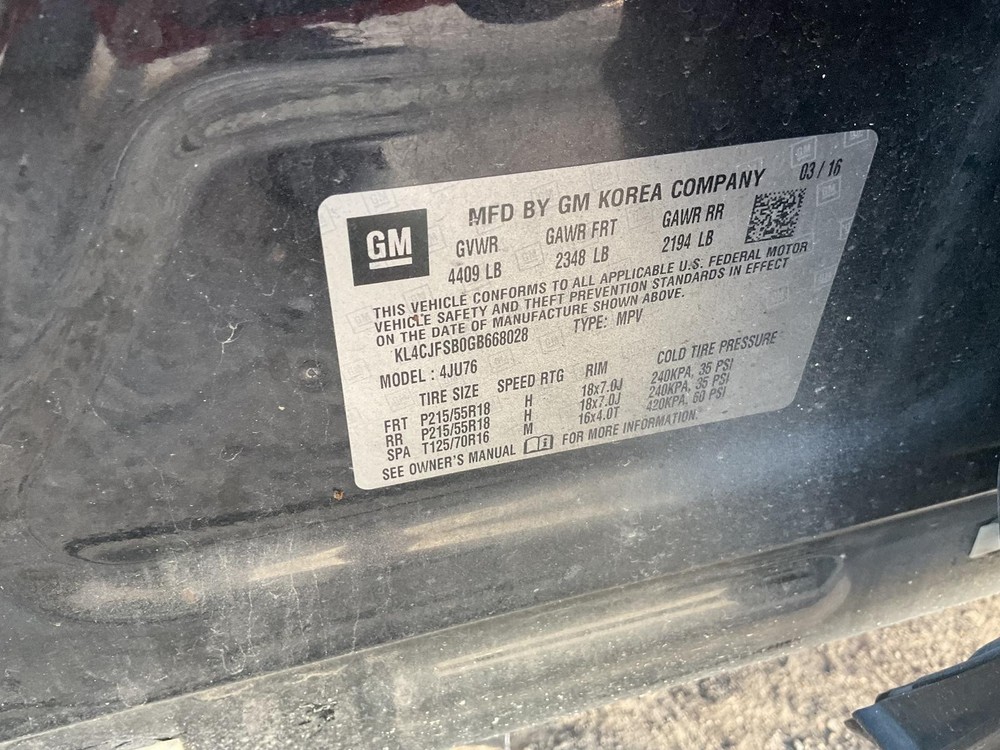 GM
MFD BY GM KOREA COMPANY 03/16
GVWR GAWR FRT GAWR RR
4409 LB 2348 LB 2194 LB
THIS VEHICLE CONFORMS TO ALL APPLICABLE U.S. FEDERAL MOTOR
VEHICLE SAFETY AND THEFT PREVENTION STANDARDS IN EFFECT
ON THE DATE OF MANUFACTURE SHOWN ABOVE.
KL4CJFSB0GB668028 TYPE: MPV
MODEL : 4JU76
TIRE SIZE SPEED RTG RIM COLD TIRE PRESSURE
FRT P215/55R18 H 18x7.0J 240KPA, 35 PSI
RR P215/55R18 H 18x7.0J 240KPA, 35 PSI
SPA T125/70R16 M 16x4.0T 420KPA, 60 PSI
SEE OWNER'S MANUAL FOR MORE INFORMATION.